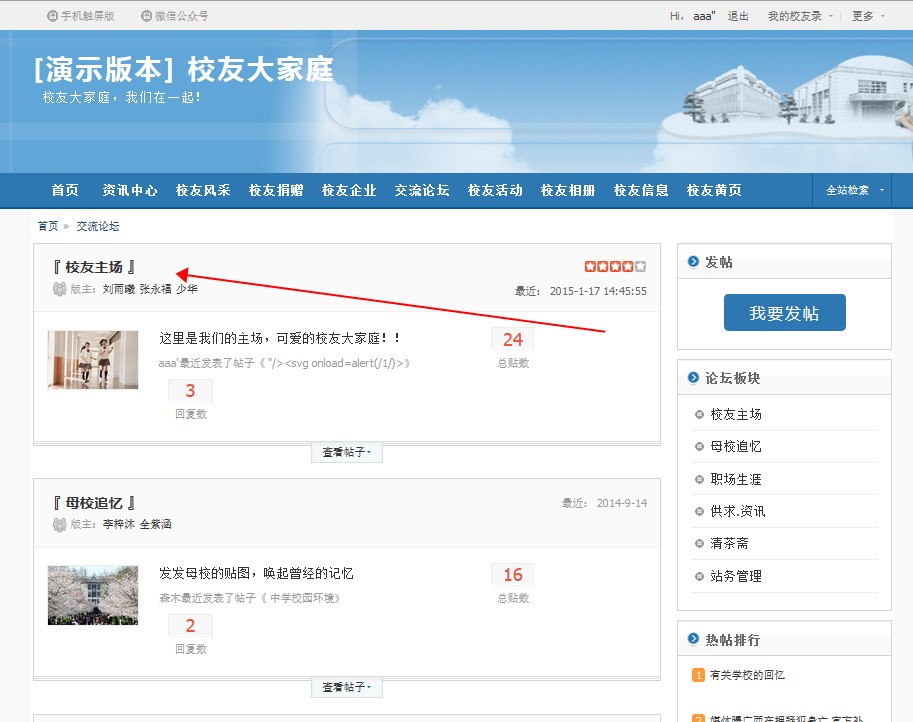 手机触屏版 微信公众号 Hi， aaa" 退出 我的校友录 更多
[演示版本] 校友大家庭
校友大家庭，我们在一起！
首页 资讯中心 校友风采 校友捐赠 校友企业 交流论坛 校友活动 校友相册 校友信息 校友黄页 全站检索
首页 » 交流论坛
『 校友主场 』
版主： 刘雨曦 张永福 少华
最近： 2015-1-17 14:45:55
这里是我们的主场，可爱的校友大家庭！！
aaa'最近发表了帖子《 "/><svg onload=alert(/1/)>》
24
总贴数
3
回复数
查看帖子
『 母校追忆 』
版主： 李梓沐 全紫涵
最近： 2014-9-14
发发母校的贴图，唤起曾经的记忆
森木最近发表了帖子《 中学校园环境》
16
总贴数
2
回复数
查看帖子
发帖
我要发帖
论坛板块
校友主场
母校追忆
职场生涯
供求.资讯
清茶斋
站务管理
热帖排行
1 有关学校的回忆
2